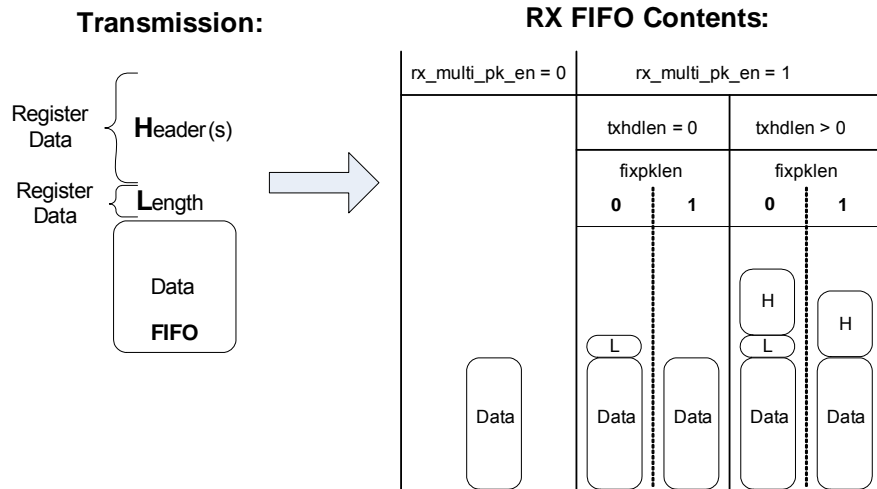 Transmission:
RX FIFO Contents:
Register
Data
Header(s)
Register
Data
Length
Data
FIFO
rx_multi_pk_en = 0
rx_multi_pk_en = 1
txhdlen = 0
txhdlen > 0
fixpklen
fixpklen
0
1
0
1
H
H
L
L
Data
Data
Data
Data
Data